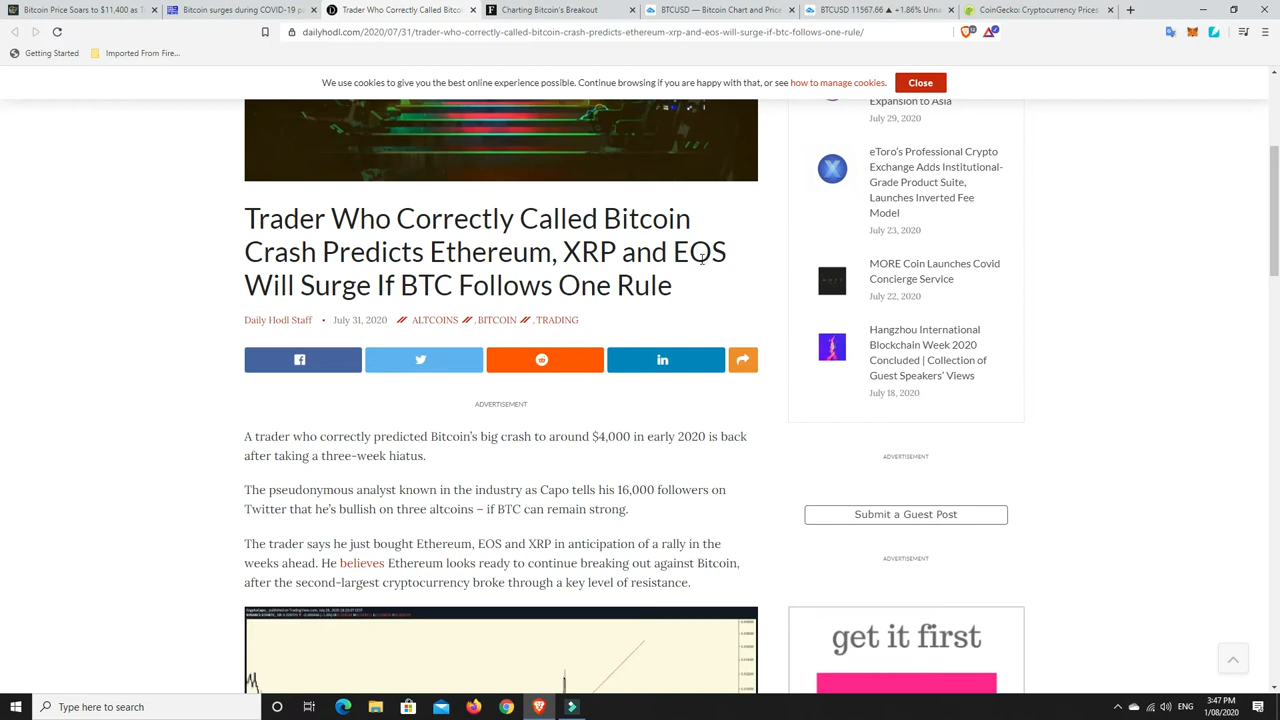 Bitcoin Price Soars to $11,400 as T
Bitcoin surges during COVID-19 p
Trader Who Correctly Called Bitcoi
Charting Bitcoin's Breakout
BTCUSD — Bitcoin Chart and Price
BTCUSD 11567.66 ▲ +1.86% Unna
CoinGecko: Cryptocurrency Prices
dailyhodl.com/2020/07/31/trader-who-correctly-called-bitcoin-crash-predicts-ethereum-xrp-and-eos-will-surge-if-btc-follows-one-rule/
Getting Started
Imported From Fire...
We use cookies to give you the best online experience possible. Continue browsing if you are happy with that, or see how to manage cookies.
Close
Trader Who Correctly Called Bitcoin
Crash Predicts Ethereum, XRP and EOS
Will Surge If BTC Follows One Rule
Daily Hodl Staff • July 31, 2020 ALTCOINS , BITCOIN , TRADING
ADVERTISEMENT
A trader who correctly predicted Bitcoin's big crash to around $4,000 in early 2020 is back
after taking a three-week hiatus.
The pseudonymous analyst known in the industry as Capo tells his 16,000 followers on
Twitter that he's bullish on three altcoins – if BTC can remain strong.
The trader says he just bought Ethereum, EOS and XRP in anticipation of a rally in the
weeks ahead. He believes Ethereum looks ready to continue breaking out against Bitcoin,
after the second-largest cryptocurrency broke through a key level of resistance.
Expansion to Asia
July 29, 2020
eToro's Professional Crypto
Exchange Adds Institutional-
Grade Product Suite,
Launches Inverted Fee
Model
July 23, 2020
MORE Coin Launches Covid
Concierge Service
July 22, 2020
Hangzhou International
Blockchain Week 2020
Concluded | Collection of
Guest Speakers' Views
July 18, 2020
ADVERTISEMENT
Submit a Guest Post
ADVERTISEMENT
get it first
Type here to search
ENG
3:47 PM
1/08/2020